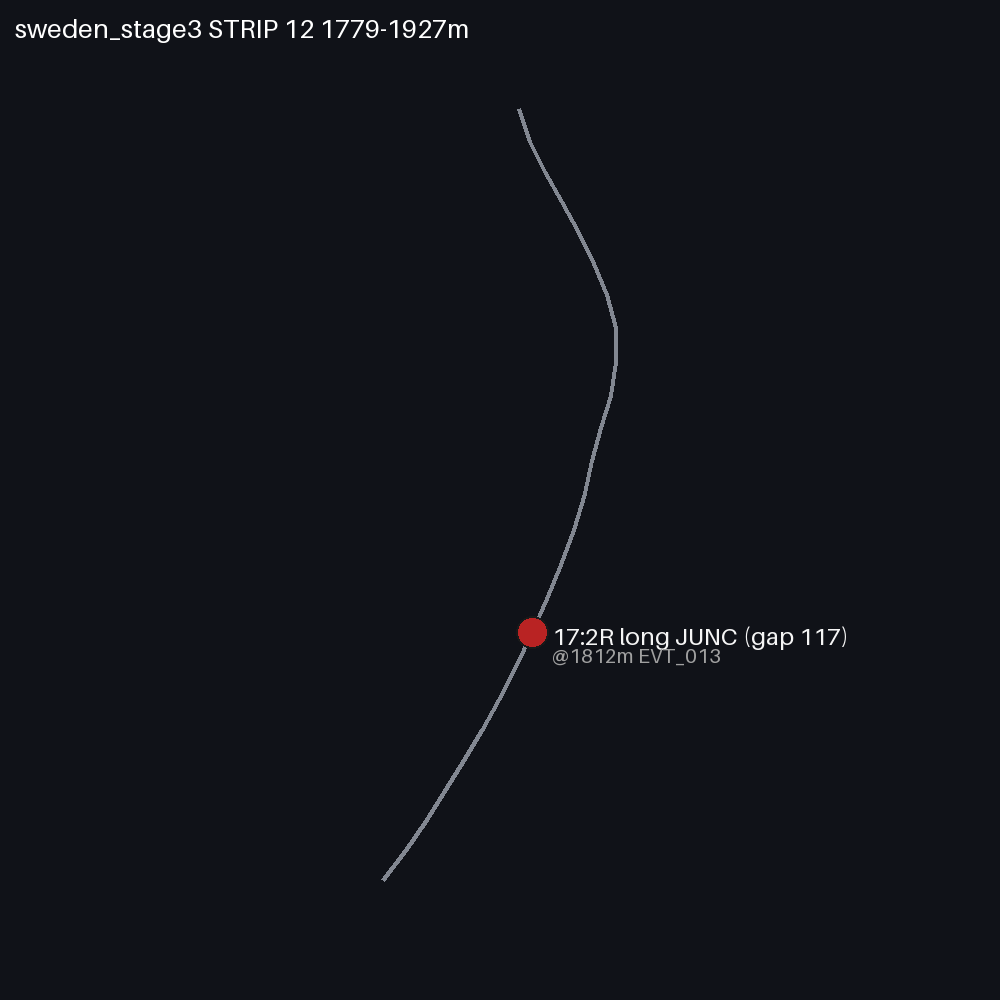 sweden_stage3 STRIP 12 1779-1927m
17:2R long JUNC (gap 117)
@1812m EVT_013